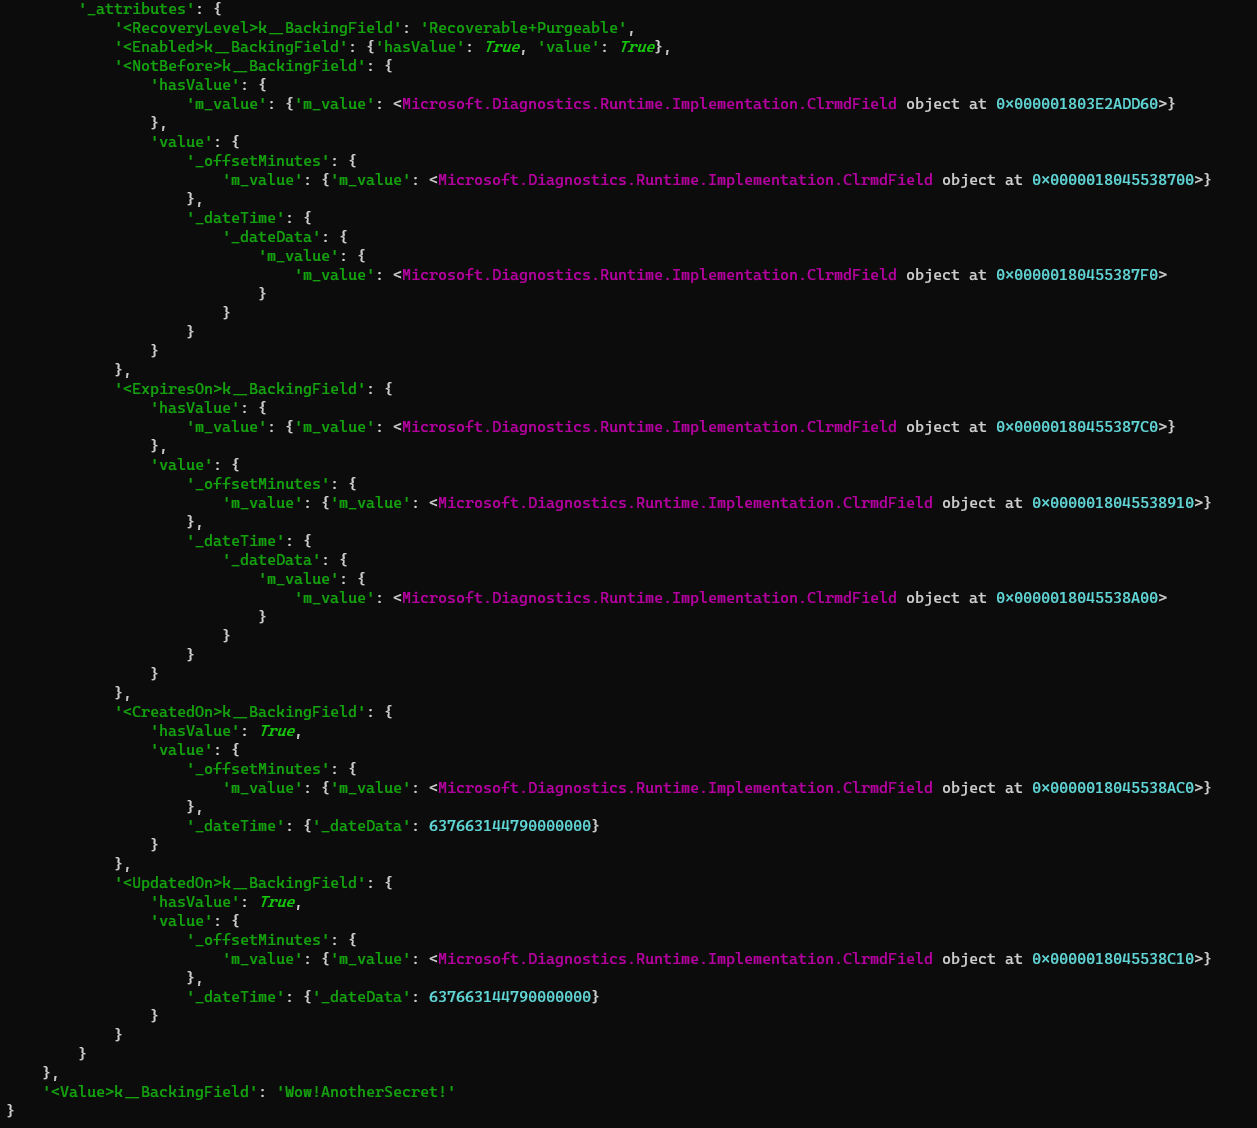 '_attributes': {
'<RecoveryLevel>k__BackingField': 'Recoverable+Purgeable',
'<Enabled>k__BackingField': {'hasValue': True, 'value': True},
'<NotBefore>k__BackingField': {
'hasValue': {
'm_value': {'m_value': <Microsoft.Diagnostics.Runtime.Implementation.ClrmdField object at 0x000001803E2ADD60>}
},
'value': {
'_offsetMinutes': {
'm_value': {'m_value': <Microsoft.Diagnostics.Runtime.Implementation.ClrmdField object at 0x0000018045538700>}
},
'_dateTime': {
'_dateData': {
'm_value': {
'm_value': <Microsoft.Diagnostics.Runtime.Implementation.ClrmdField object at 0x00000180455387F0>
}
}
}
}
},
'<ExpiresOn>k__BackingField': {
'hasValue': {
'm_value': {'m_value': <Microsoft.Diagnostics.Runtime.Implementation.ClrmdField object at 0x00000180455387C0>}
},
'value': {
'_offsetMinutes': {
'm_value': {'m_value': <Microsoft.Diagnostics.Runtime.Implementation.ClrmdField object at 0x0000018045538910>}
},
'_dateTime': {
'_dateData': {
'm_value': {
'm_value': <Microsoft.Diagnostics.Runtime.Implementation.ClrmdField object at 0x0000018045538A00>
}
}
}
}
},
'<CreatedOn>k__BackingField': {
'hasValue': True,
'value': {
'_offsetMinutes': {
'm_value': {'m_value': <Microsoft.Diagnostics.Runtime.Implementation.ClrmdField object at 0x0000018045538AC0>}
},
'_dateTime': {'_dateData': 637663144790000000}
}
},
'<UpdatedOn>k__BackingField': {
'hasValue': True,
'value': {
'_offsetMinutes': {
'm_value': {'m_value': <Microsoft.Diagnostics.Runtime.Implementation.ClrmdField object at 0x0000018045538C10>}
},
'_dateTime': {'_dateData': 637663144790000000}
}
}
}
},
'<Value>k__BackingField': 'Wow!AnotherSecret!'
}